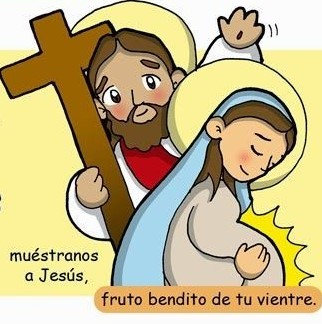 muéstranos
a Jesús,
fruto bendito de tu vientre.